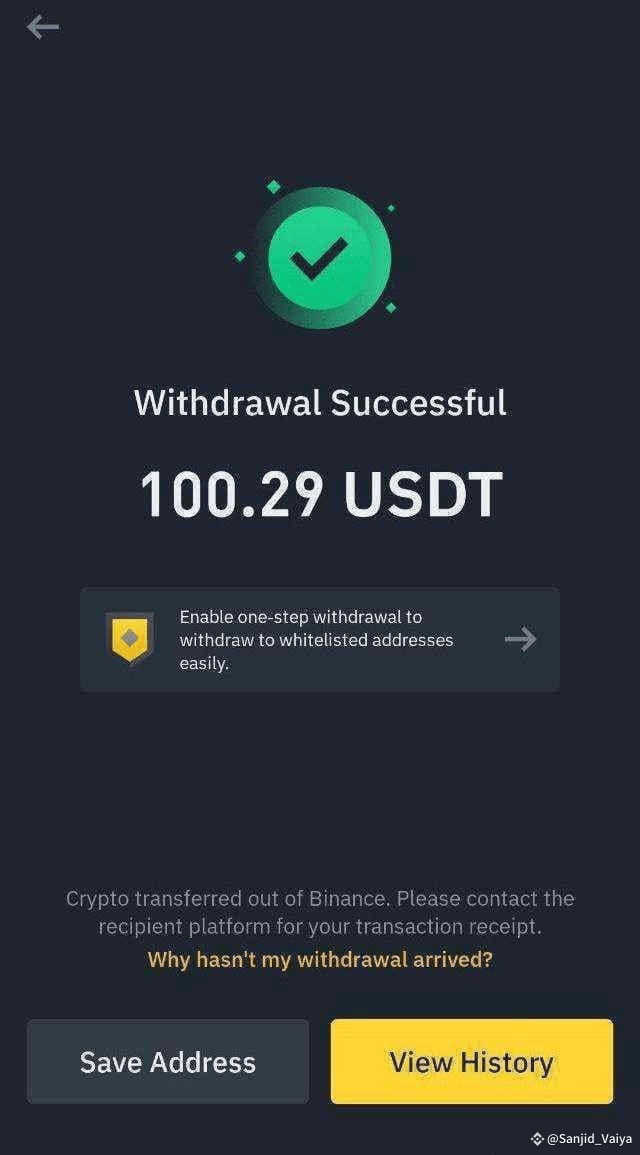 Withdrawal Successful
100.29 USDT
Enable one-step withdrawal to
withdraw to whitelisted addresses
easily.
Crypto transferred out of Binance. Please contact the
recipient platform for your transaction receipt.
Why hasn't my withdrawal arrived?
Save Address
View History
@Sanjid_Vaiya